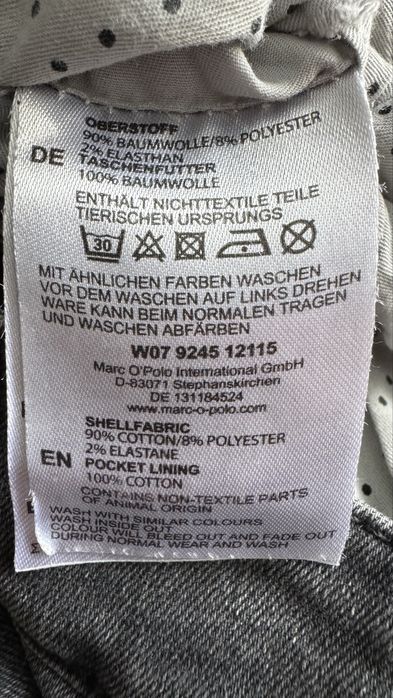 OBERSTOFF
90% BAUMWOLLE/8% POLYESTER
2% ELASTHAN
DE TASCHENFUTTER
100% BAUMWOLLE
ENTHÄLT NICHTTEXTILE TEILE
TIERISCHEN URSPRUNGS
30
MIT ÄHNLICHEN FARBEN WASCHEN
VOR DEM WASCHEN AUF LINKS DREHEN
WARE KANN BEIM NORMALEN TRAGEN
UND WASCHEN ABFÄRBEN
W07 9245 12115
Marc O'Polo International GmbH
D-83071 Stephanskirchen
DE 131184524
www.marc-o-polo.com
SHELLFABRIC
90% COTTON/8% POLYESTER
2% ELASTANE
EN POCKET LINING
100% COTTON
CONTAINS NON-TEXTILE PARTS
OF ANIMAL ORIGIN
WASH WITH SIMILAR COLOURS
WASH INSIDE OUT
COLOUR WILL BLEED OUT AND FADE OUT
DURING NORMAL WEAR AND WASH